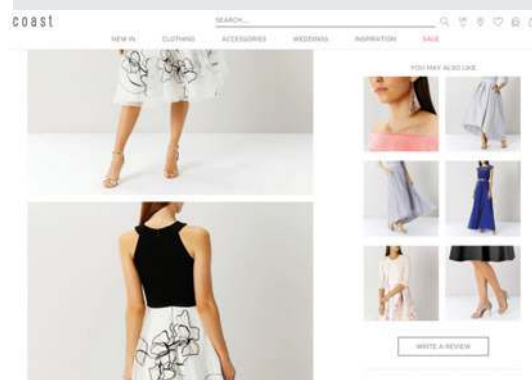 coast
SEARCH...
NEW IN CLOTHING ACCESSORIES WEDDINGS INSPIRATION SALE
YOU MAY ALSO LIKE
WRITE A REVIEW